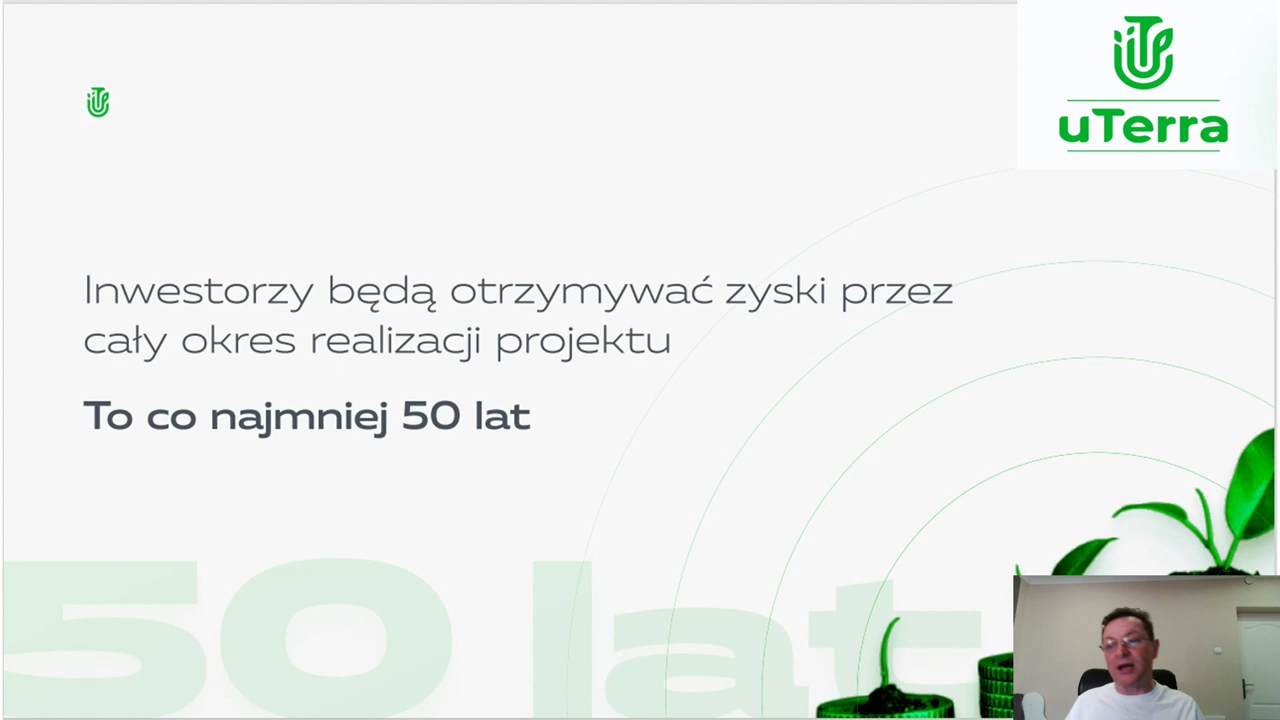 uTerra
Inwestorzy będą otrzymywać zyski przez
cały okres realizacji projektu
To co najmniej 50 lat
50 lat